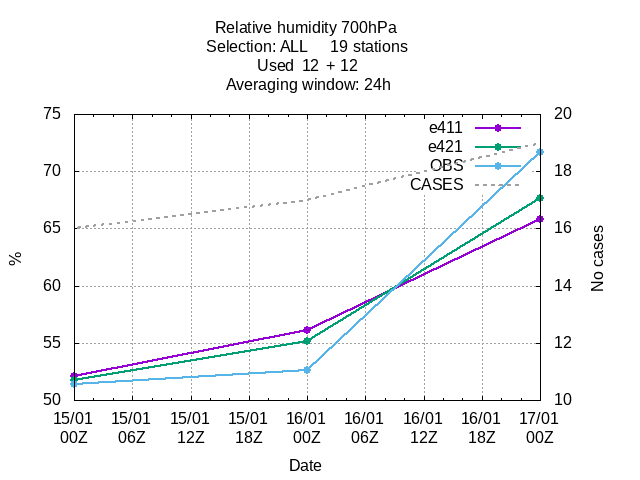 Relative humidity 700hPa
Selection: ALL 19 stations
Used 12 + 12
Averaging window: 24h
75
70
65
60
55
50
%
20
18
16
14
12
10
No cases
e411
e421
OBS
CASES
15/01 15/01 15/01 15/01 16/01 16/01 16/01 16/01 17/01
00Z 06Z 12Z 18Z 00Z 06Z 12Z 18Z 00Z
Date